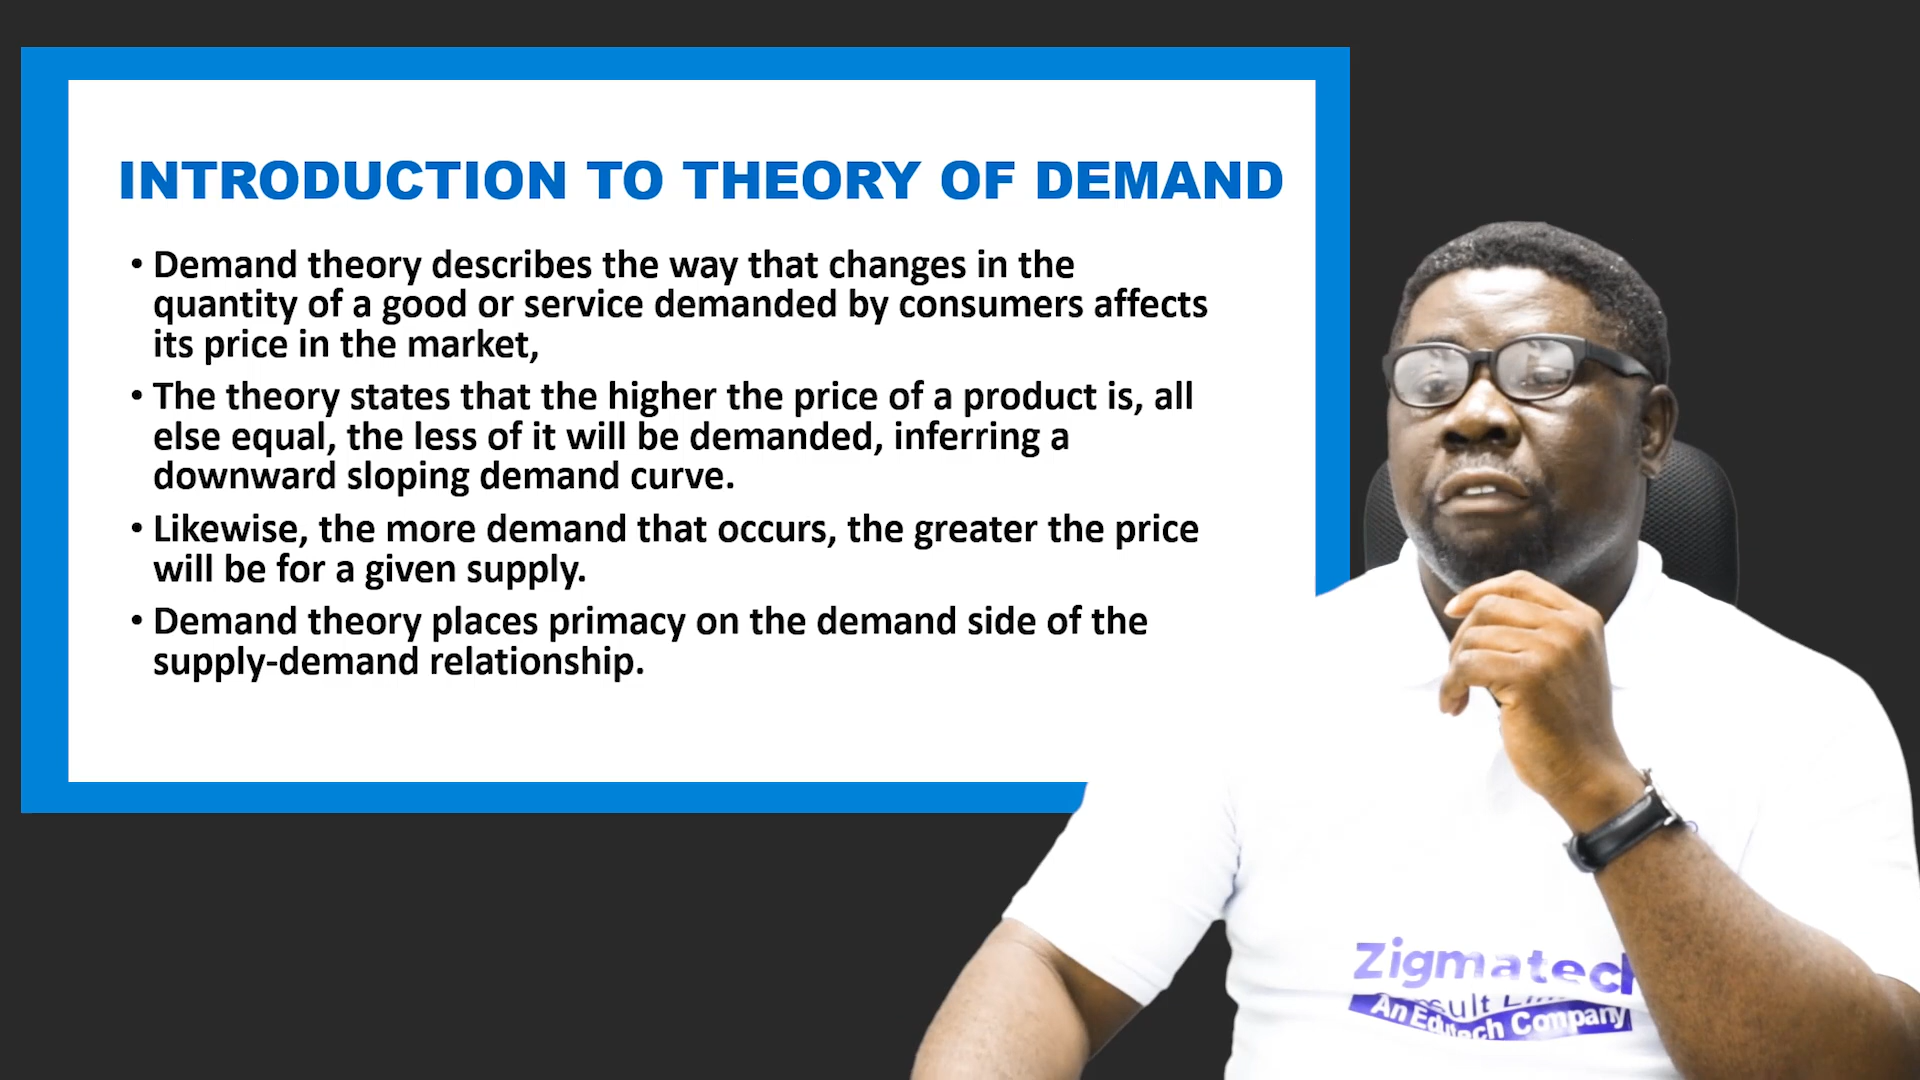 INTRODUCTION TO THEORY OF DEMAND
• Demand theory describes the way that changes in the
quantity of a good or service demanded by consumers affects
its price in the market,
• The theory states that the higher the price of a product is, all
else equal, the less of it will be demanded, inferring a
downward sloping demand curve.
• Likewise, the more demand that occurs, the greater the price
will be for a given supply.
• Demand theory places primacy on the demand side of the
supply-demand relationship.
Zigmatech
An Edutech Company